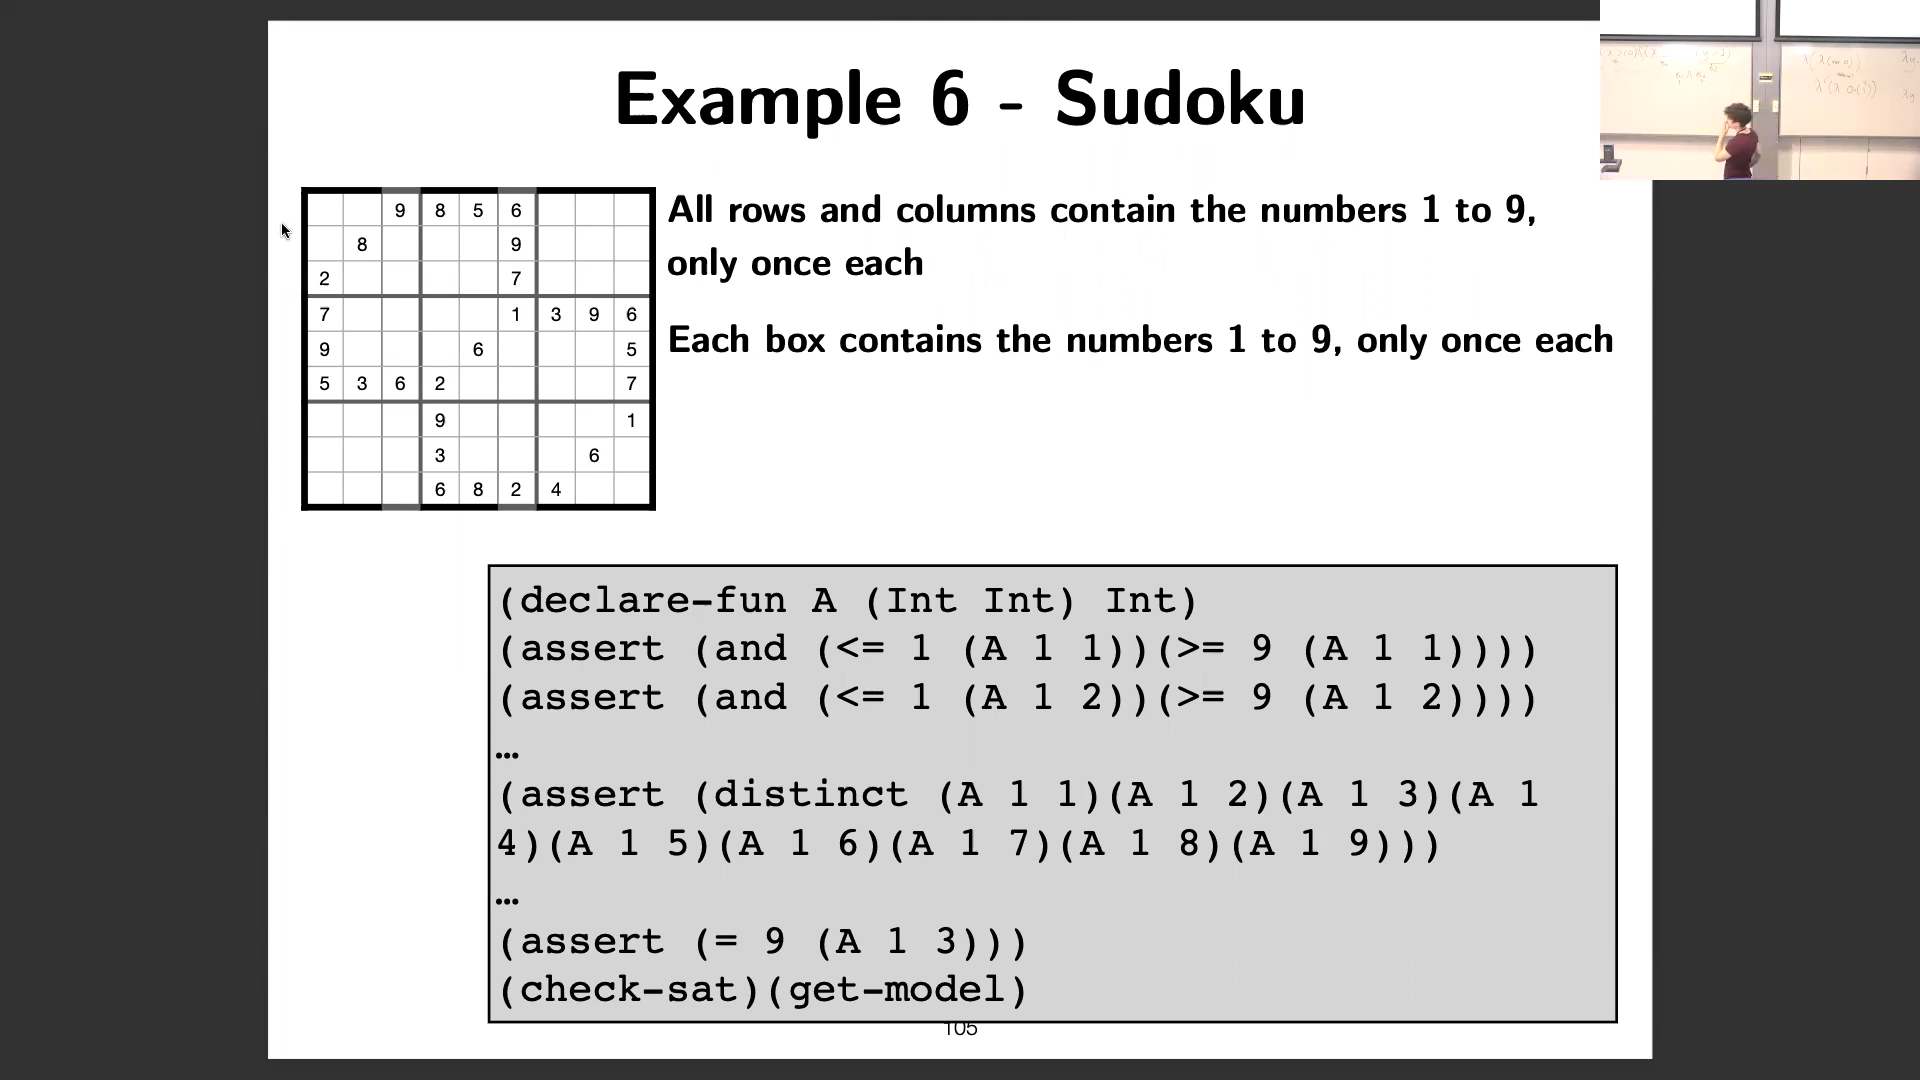 Example 6 - Sudoku
9 8 5 6
8 9
2 7
7 1 3 9 6
9 6 5
5 3 6 2 7
9 1
3 6
6 8 2 4
All rows and columns contain the numbers 1 to 9,
only once each
Each box contains the numbers 1 to 9, only once each
(declare-fun A (Int Int) Int)
(assert (and (<= 1 (A 1 1))(>= 9 (A 1 1))))
(assert (and (<= 1 (A 1 2))(>= 9 (A 1 2))))
…
(assert (distinct (A 1 1)(A 1 2)(A 1 3)(A 1
4)(A 1 5)(A 1 6)(A 1 7)(A 1 8)(A 1 9)))
…
(assert (= 9 (A 1 3)))
(check-sat)(get-model)
105